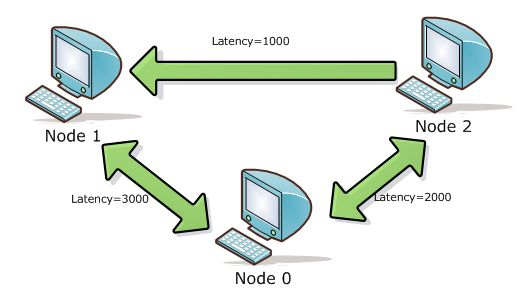 Latency=1000
Node 1
Node 2
Latency=3000
Latency=2000
Node 0